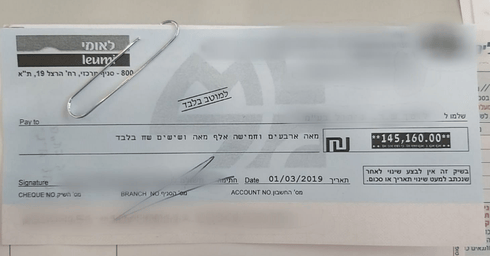 לאומי
leumi
800 - סניף מרכזי, רח' הרצל 19, ת"א
למוטב בלבד
Pay to
שלמו ל
מאה ארבעים וחמישה אלף מאה וששים שח בלבד
₪
**145,160.00**
בשיק זה אין לבצע שינוי לאחר
שנכתב למעט שינוי תאריך או סכום.
Signature
Date 01/03/2019 תאריך
CHEQUE NO. מס' השיק
BRANCH NO. מס' הסניף
ACCOUNT NO. מס' החשבון